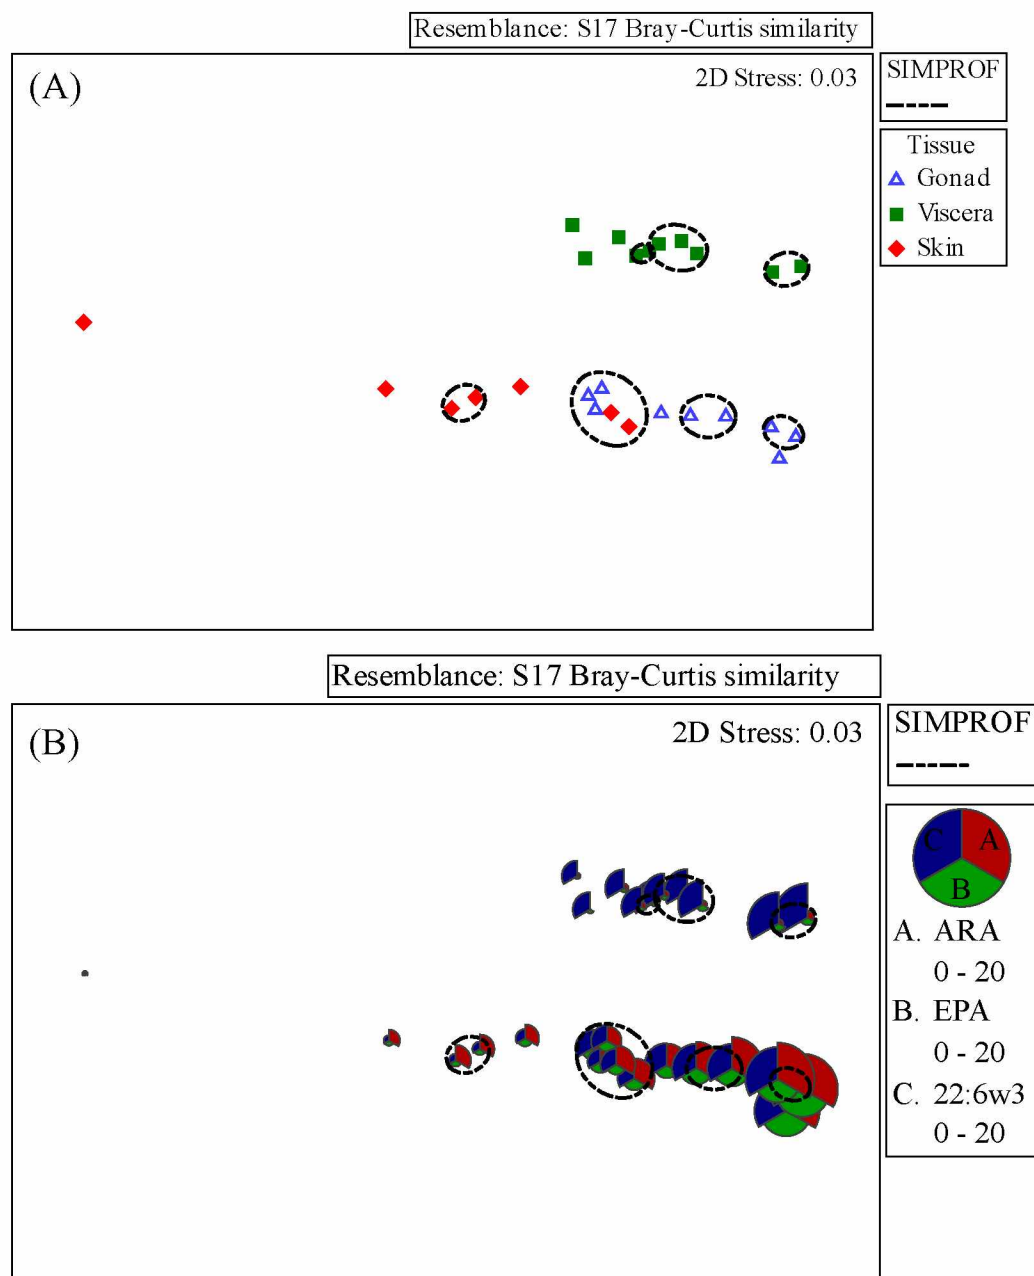 Resemblance: S17 Bray-Curtis similarity
(A)
2D Stress: 0.03
SIMPROF
Tissue
Gonad
Viscera
Skin
Resemblance: S17 Bray-Curtis similarity
(B)
2D Stress: 0.03
SIMPROF
C A
B
A. ARA
0 - 20
B. EPA
0 - 20
C. 22:6w3
0 - 20